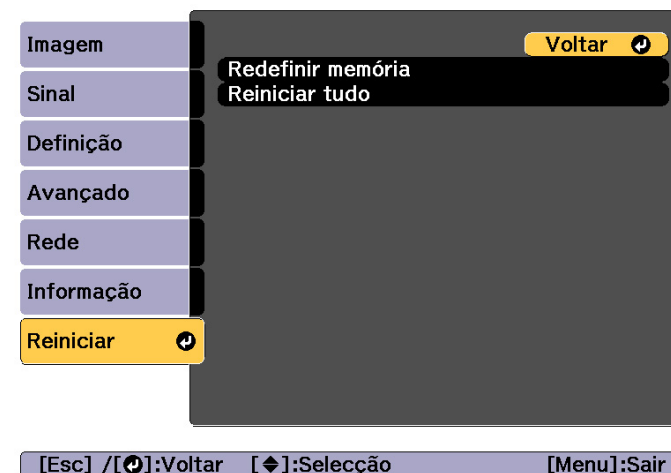 Imagem
Sinal
Definição
Avançado
Rede
Informação
Reiniciar
Voltar
Redefinir memória
Reiniciar tudo
[Esc] /[]:Voltar [◆]:Selecção [Menu]:Sair